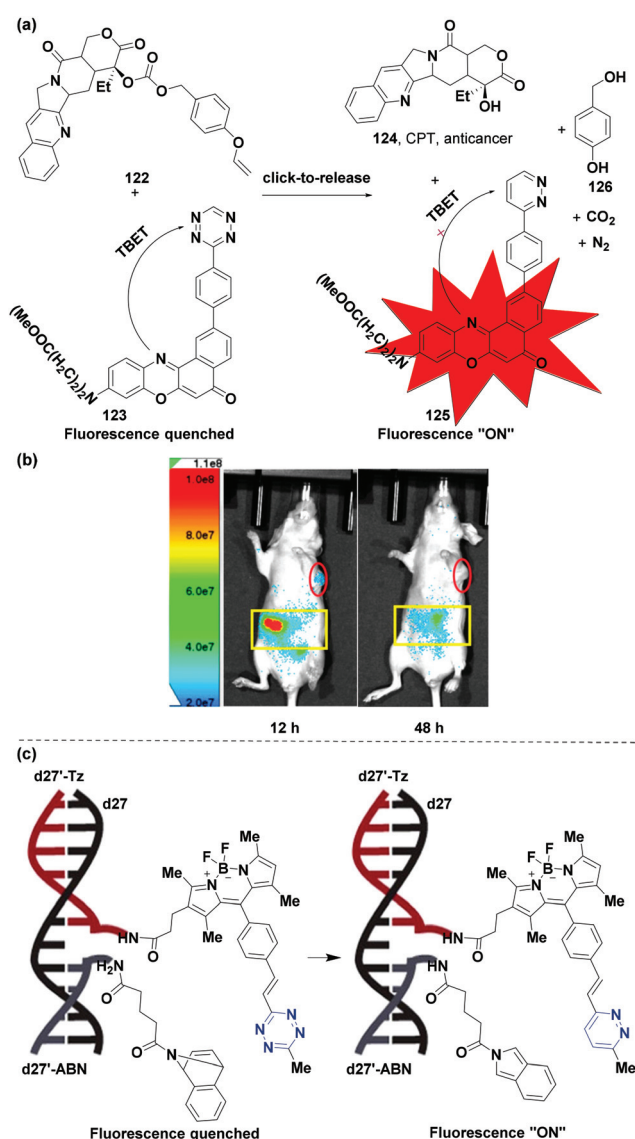 (a)
O
N
O
O
N
Et
O
O
O
O
122
+
TBET
N N
N N
(MeOOC(H₂C)₂)₂N
N
O
O
123
Fluorescence quenched
click-to-release
O
N
O
N
Et
OH
O
124, CPT, anticancer
+
HO
OH
126
+
TBET
×
N
N
+ CO₂
+ N₂
(MeOOC(H₂C)₂)₂N
N
O
O
125
Fluorescence "ON"
(b)
1.1e8
1.0e8
8.0e7
6.0e7
4.0e7
2.0e7
12 h
48 h
(c)
d27'-Tz
d27
F F
Me
N B N
+ −
Me
Me
Me
HN
O
H₂N
O
O
N
N N
N N
Me
d27'-ABN
Fluorescence quenched
d27'-Tz
d27
F F
Me
N B N
+ −
Me
Me
Me
HN
O
HN
O
O
N
N
N
Me
d27'-ABN
Fluorescence "ON"